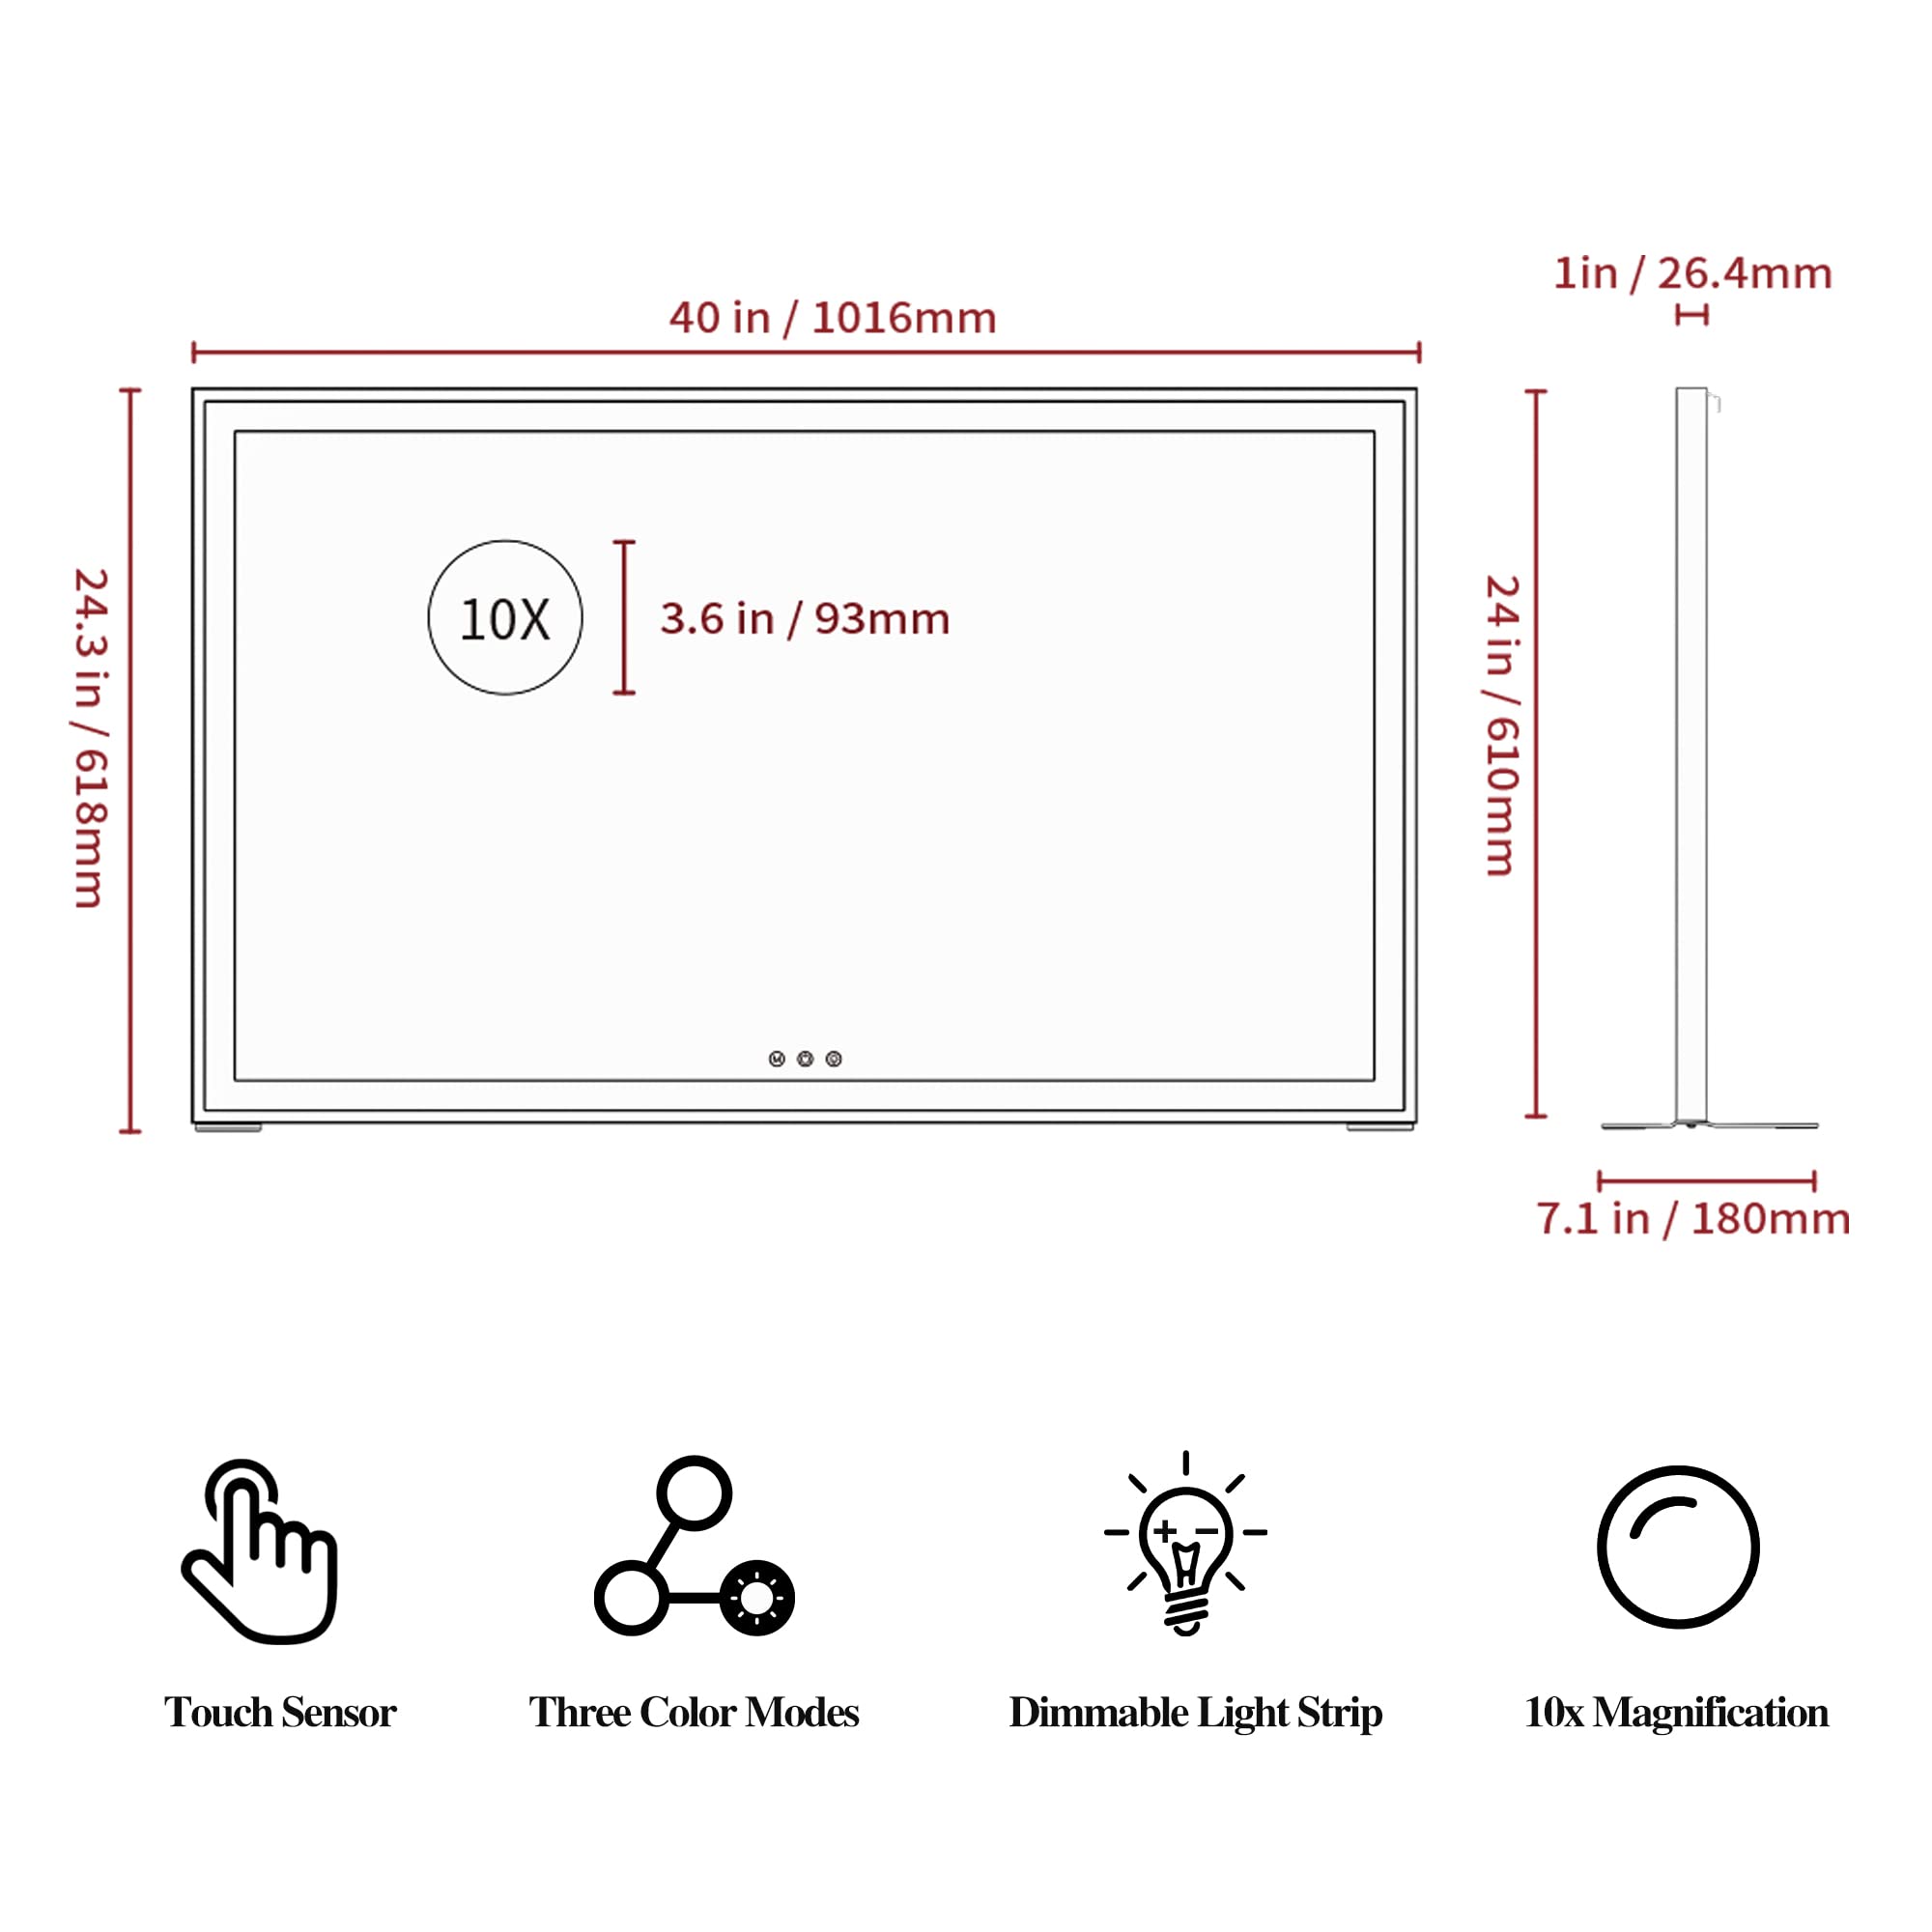 1in / 26.4mm
40 in / 1016mm
24.3 in / 618mm
10X
3.6 in / 93mm
24 in / 610mm
7.1 in / 180mm
Touch Sensor
Three Color Modes
Dimmable Light Strip
10x Magnification